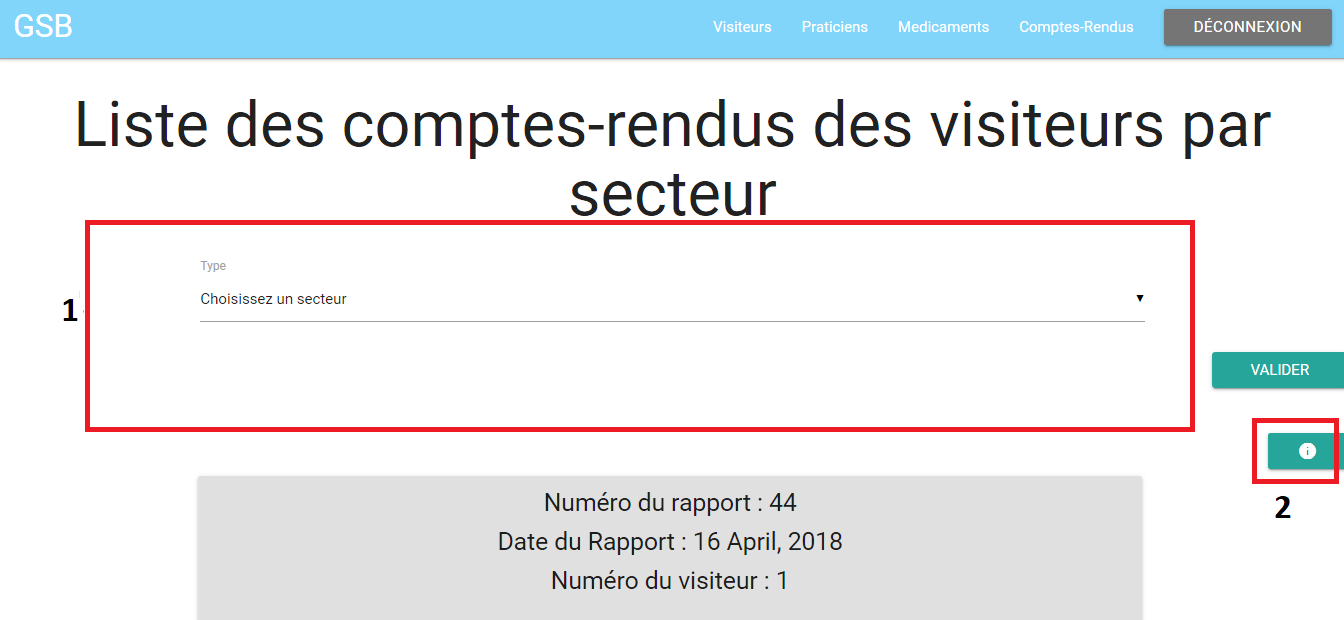 GSB
Visiteurs Praticiens Medicaments Comptes-Rendus DÉCONNEXION
Liste des comptes-rendus des visiteurs par
secteur
Type
Choisissez un secteur
1
VALIDER
2
Numéro du rapport : 44
Date du Rapport : 16 April, 2018
Numéro du visiteur : 1